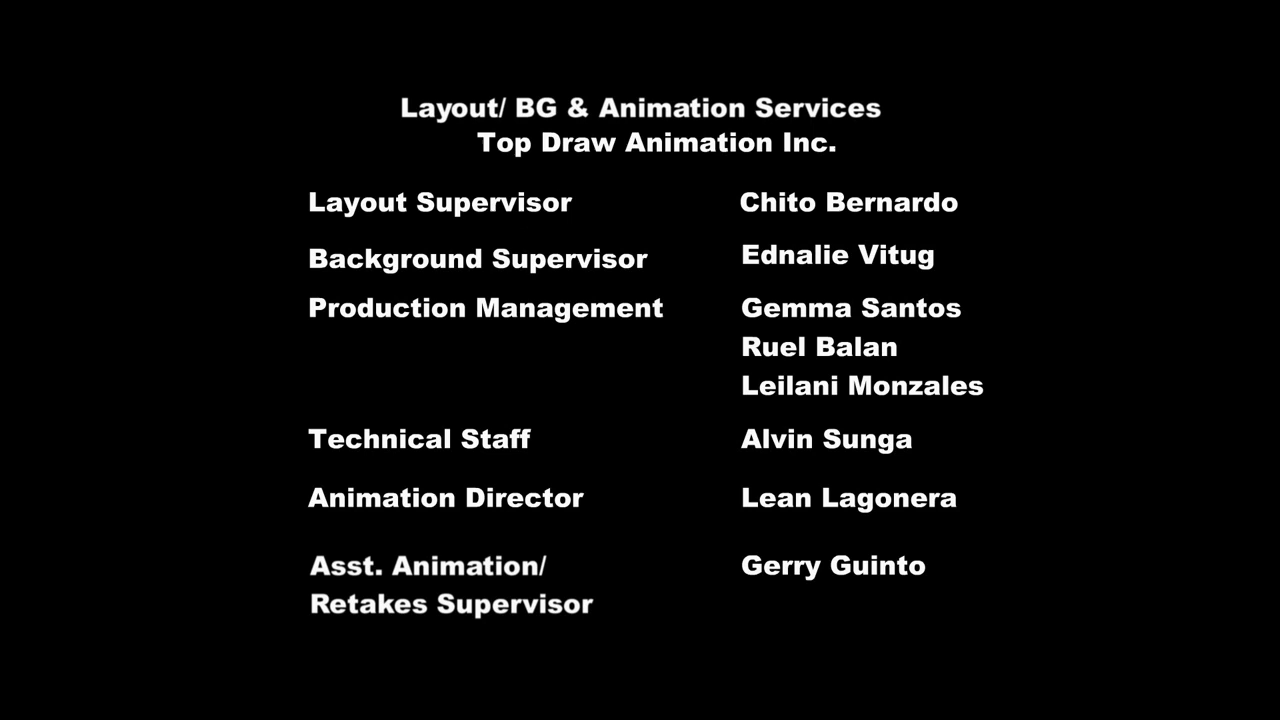 Layout/ BG & Animation Services
Top Draw Animation Inc.
Layout Supervisor Chito Bernardo
Background Supervisor Ednalie Vitug
Production Management Gemma Santos
Ruel Balan
Leilani Monzales
Technical Staff Alvin Sunga
Animation Director Lean Lagonera
Asst. Animation/ Gerry Guinto
Retakes Supervisor